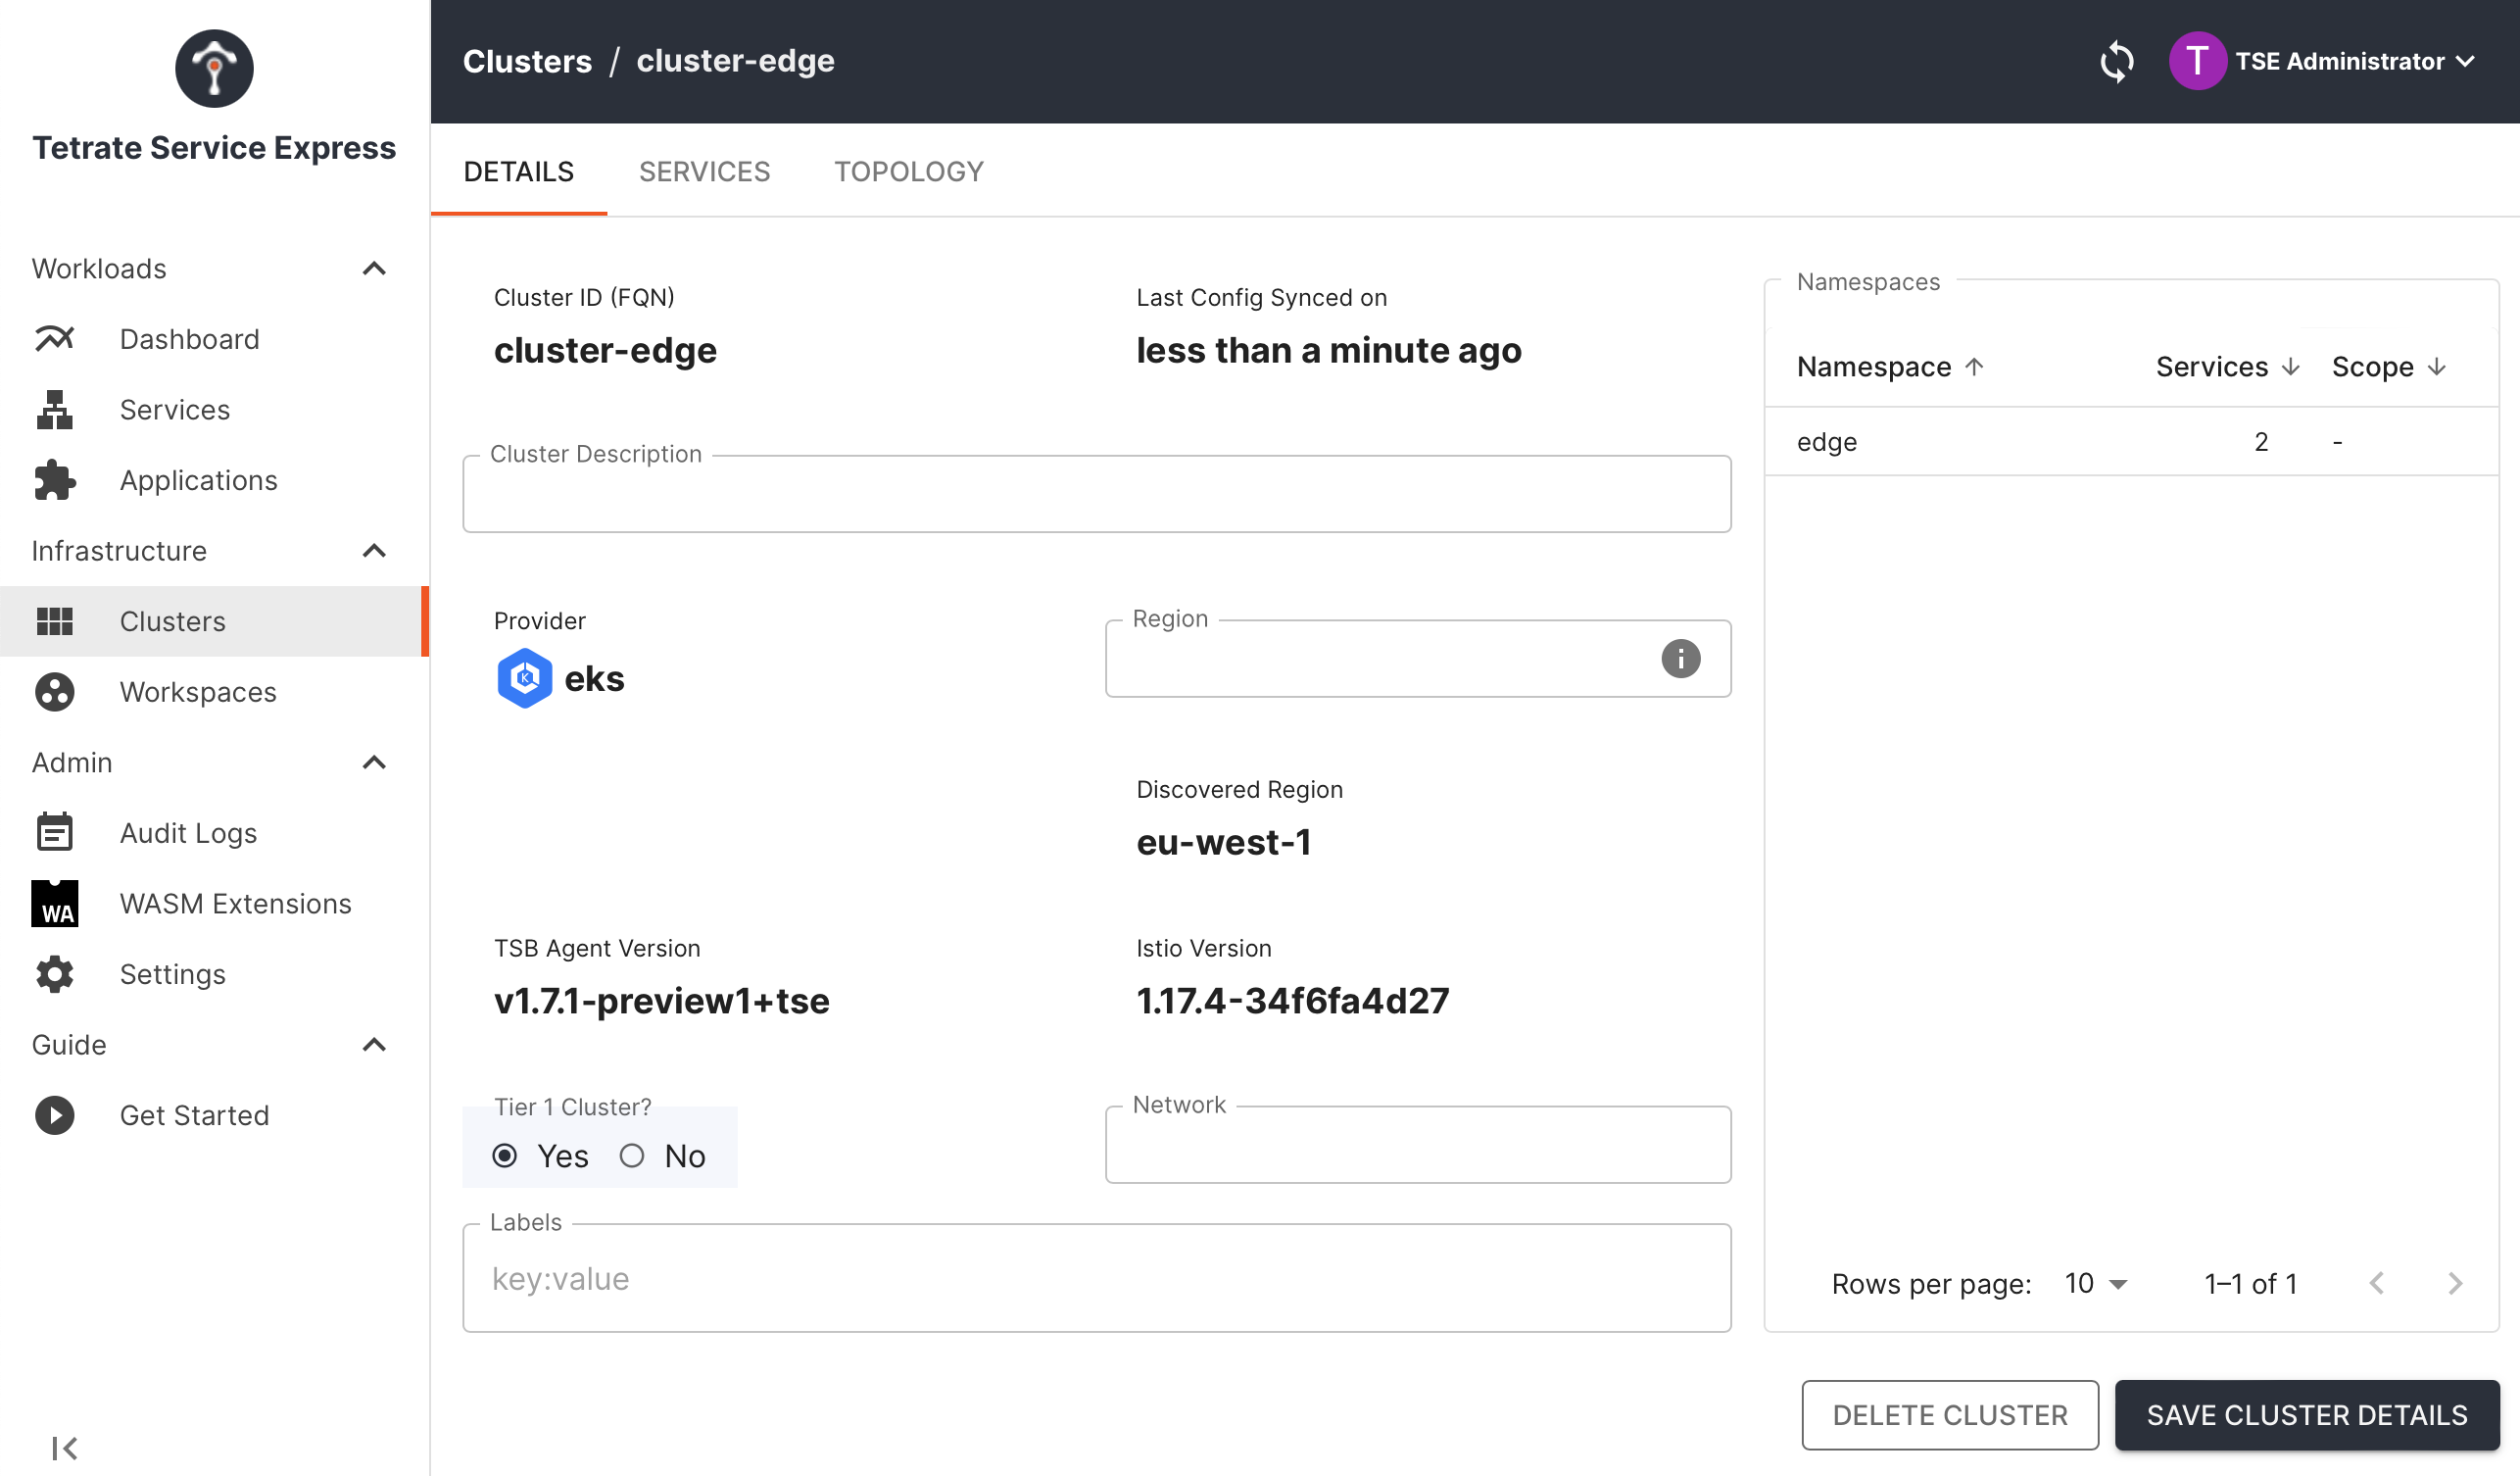 Tetrate Service Express
Workloads
Dashboard
Services
Applications
Infrastructure
Clusters
Workspaces
Admin
Audit Logs
WA
WASM Extensions
Settings
Guide
Get Started
Clusters / cluster-edge
T
TSE Administrator
DETAILS
SERVICES
TOPOLOGY
Cluster ID (FQN)
cluster-edge
Last Config Synced on
less than a minute ago
Cluster Description
Provider
K
eks
Region
i
Discovered Region
eu-west-1
TSB Agent Version
v1.7.1-preview1+tse
Istio Version
1.17.4-34f6fa4d27
Tier 1 Cluster?
Yes
No
Network
Labels
key:value
Namespaces
Namespace ↑ Services ↓ Scope ↓
edge 2 -
Rows per page: 10 1–1 of 1
DELETE CLUSTER
SAVE CLUSTER DETAILS